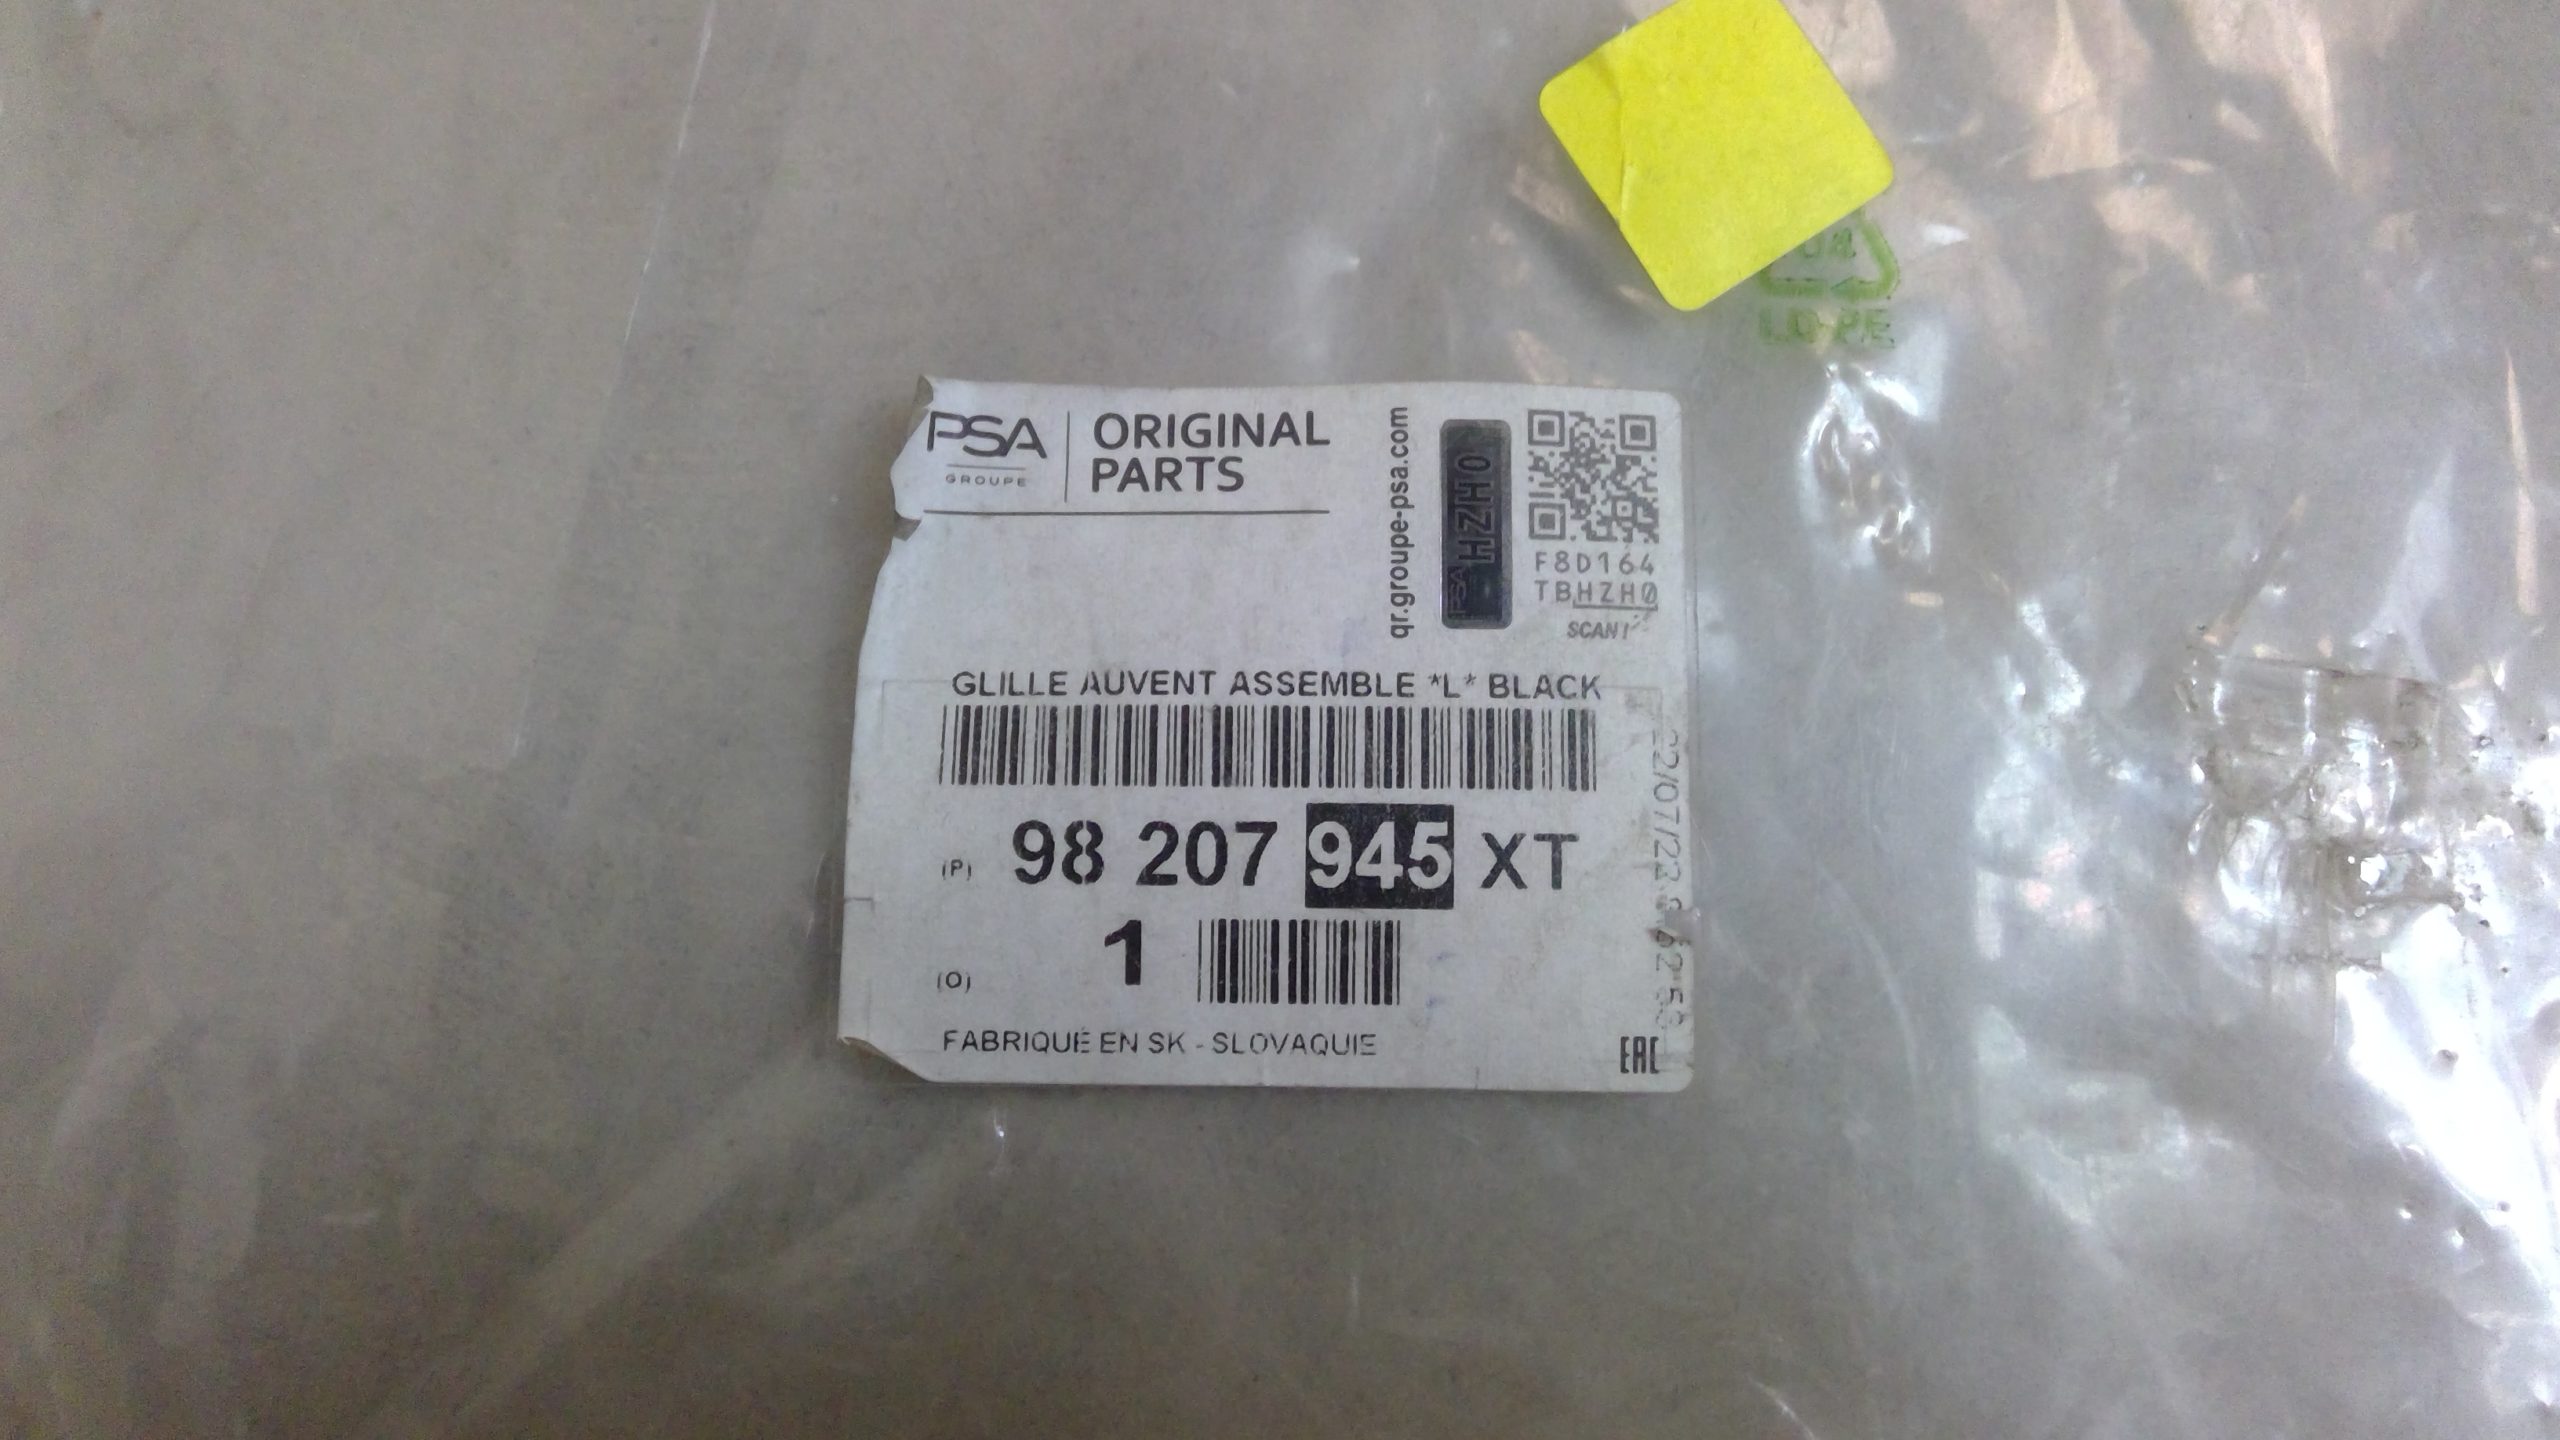 LD-PE
PSA
GROUPE
ORIGINAL
PARTS
qr.groupe-psa.com
PSA
HZH0
F8D164
TBHZH0
SCAN!
GLILLE AUVENT ASSEMBLE *L* BLACK
(P) 98 207 945 XT
(O) 1
FABRIQUÉ EN SK - SLOVAQUIE
EAC